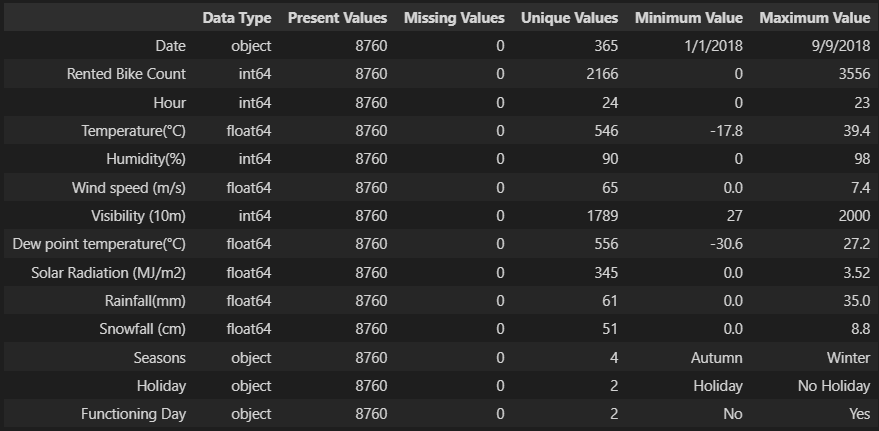 Data Type Present Values Missing Values Unique Values Minimum Value Maximum Value
Date object 8760 0 365 1/1/2018 9/9/2018
Rented Bike Count int64 8760 0 2166 0 3556
Hour int64 8760 0 24 0 23
Temperature(°C) float64 8760 0 546 -17.8 39.4
Humidity(%) int64 8760 0 90 0 98
Wind speed (m/s) float64 8760 0 65 0.0 7.4
Visibility (10m) int64 8760 0 1789 27 2000
Dew point temperature(°C) float64 8760 0 556 -30.6 27.2
Solar Radiation (MJ/m2) float64 8760 0 345 0.0 3.52
Rainfall(mm) float64 8760 0 61 0.0 35.0
Snowfall (cm) float64 8760 0 51 0.0 8.8
Seasons object 8760 0 4 Autumn Winter
Holiday object 8760 0 2 Holiday No Holiday
Functioning Day object 8760 0 2 No Yes